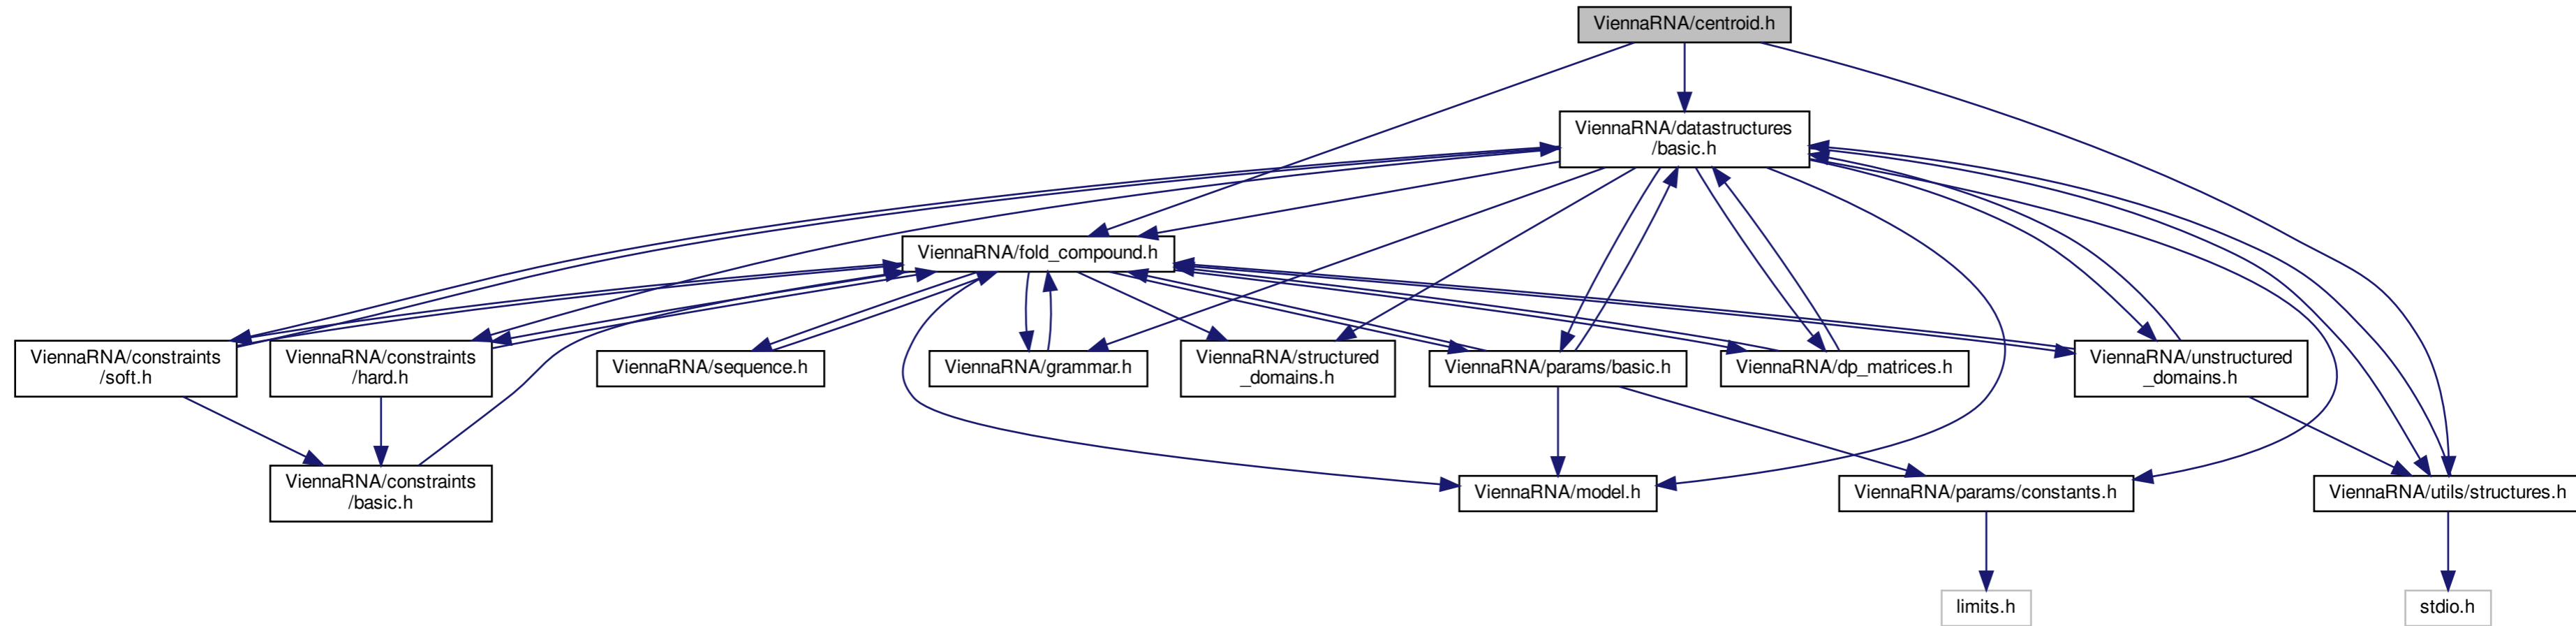 ViennaRNA/centroid.h
ViennaRNA/datastructures
/basic.h
ViennaRNA/fold_compound.h
ViennaRNA/constraints
/soft.h
ViennaRNA/constraints
/hard.h
ViennaRNA/sequence.h
ViennaRNA/grammar.h
ViennaRNA/structured
_domains.h
ViennaRNA/params/basic.h
ViennaRNA/dp_matrices.h
ViennaRNA/unstructured
_domains.h
ViennaRNA/constraints
/basic.h
ViennaRNA/model.h
ViennaRNA/params/constants.h
ViennaRNA/utils/structures.h
limits.h
stdio.h